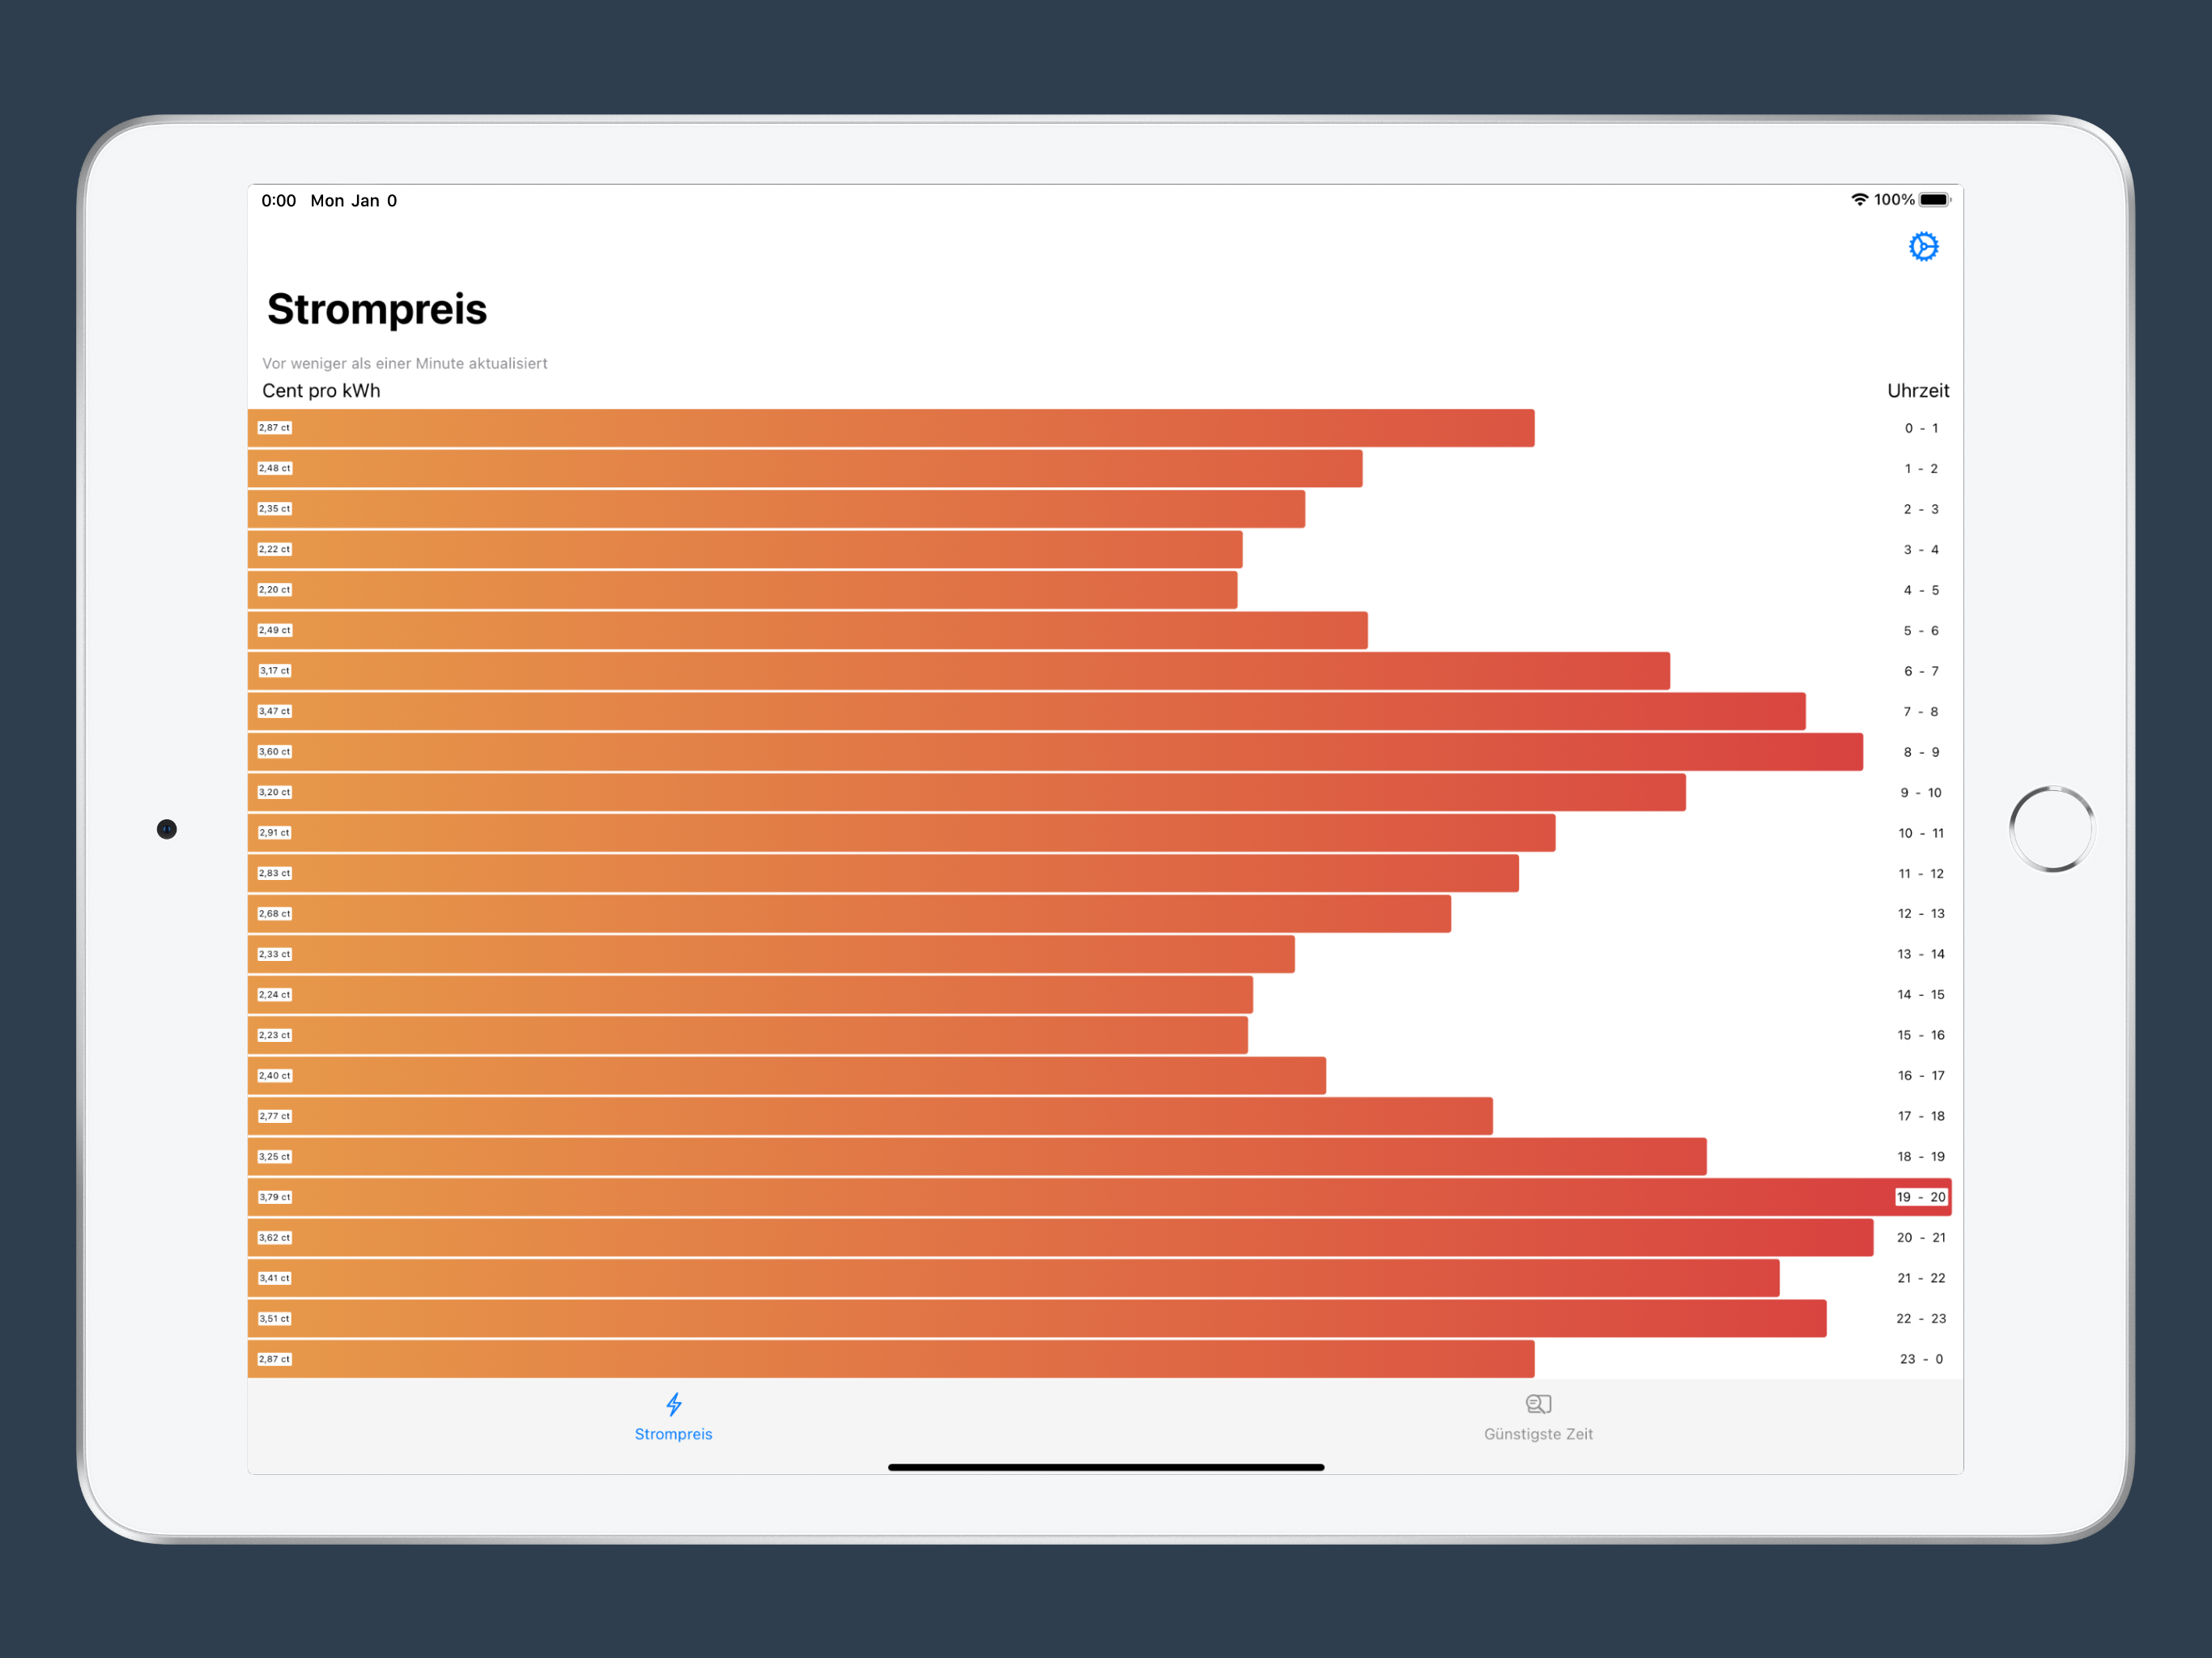 0:00 Mon Jan 0 100%
Strompreis
Vor weniger als einer Minute aktualisiert
Cent pro kWh Uhrzeit
2,87 ct 0 - 1
2,48 ct 1 - 2
2,35 ct 2 - 3
2,22 ct 3 - 4
2,20 ct 4 - 5
2,49 ct 5 - 6
3,17 ct 6 - 7
3,47 ct 7 - 8
3,60 ct 8 - 9
3,20 ct 9 - 10
2,91 ct 10 - 11
2,83 ct 11 - 12
2,68 ct 12 - 13
2,33 ct 13 - 14
2,24 ct 14 - 15
2,23 ct 15 - 16
2,40 ct 16 - 17
2,77 ct 17 - 18
3,25 ct 18 - 19
3,79 ct 19 - 20
3,62 ct 20 - 21
3,41 ct 21 - 22
3,51 ct 22 - 23
2,87 ct 23 - 0
Strompreis Günstigste Zeit